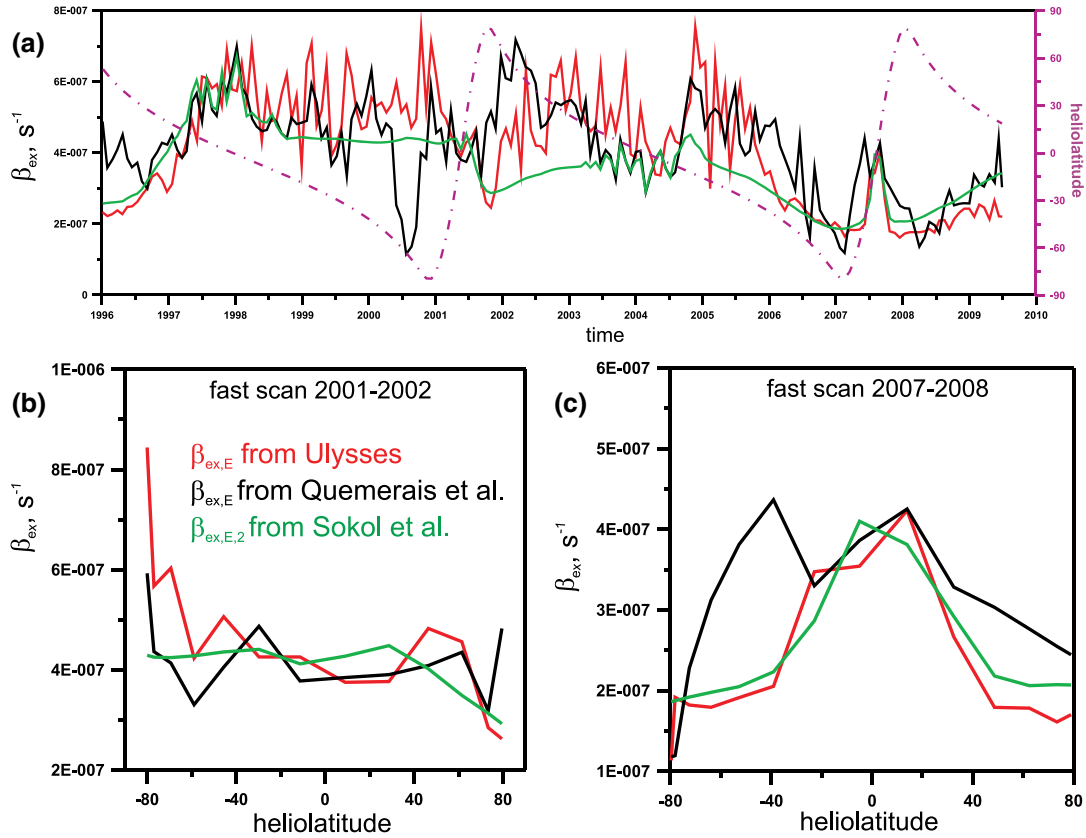 (a)
8E-007
6E-007
4E-007
2E-007
0
βex, s-1
90
60
30
0
-30
-60
-90
heliolatitude
1996 1997 1998 1999 2000 2001 2002 2003 2004 2005 2006 2007 2008 2009 2010
time
(b)
1E-006
8E-007
6E-007
4E-007
2E-007
βex, s-1
fast scan 2001-2002
βex,E from Ulysses
βex,E from Quemerais et al.
βex,E,2 from Sokol et al.
-80 -40 0 40 80
heliolatitude
(c)
6E-007
5E-007
4E-007
3E-007
2E-007
1E-007
βex, s-1
fast scan 2007-2008
-80 -40 0 40 80
heliolatitude